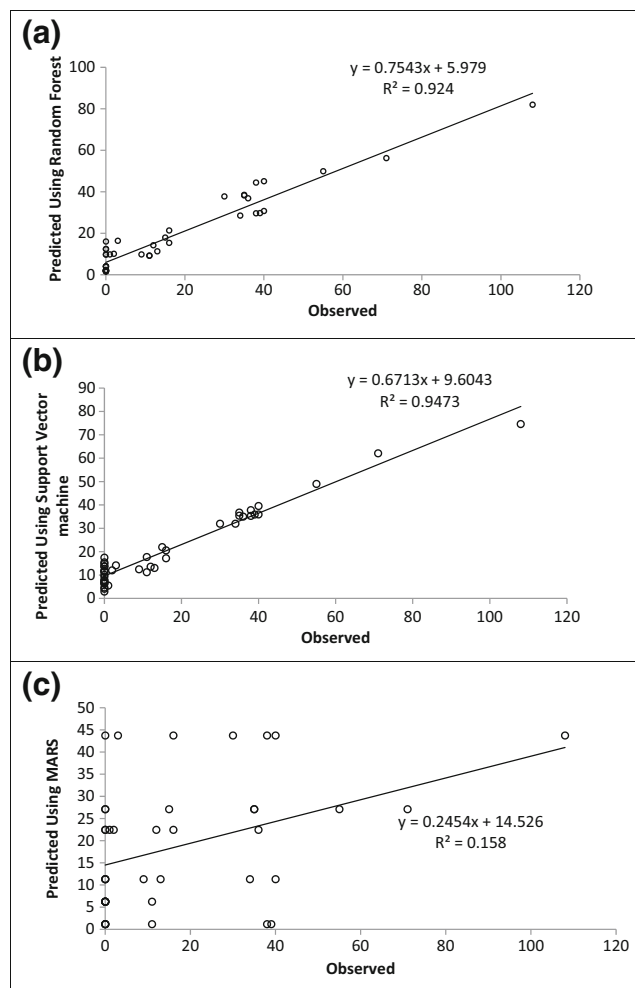 (a)
y = 0.7543x + 5.979
R² = 0.924
Predicted Using Random Forest
100
80
60
40
20
0
0 20 40 60 80 100 120
Observed
(b)
y = 0.6713x + 9.6043
R² = 0.9473
Predicted Using Support Vector
machine
90
80
70
60
50
40
30
20
10
0
0 20 40 60 80 100 120
Observed
(c)
Predicted Using MARS
50
45
40
35
30
25
20
15
10
5
0
y = 0.2454x + 14.526
R² = 0.158
0 20 40 60 80 100 120
Observed